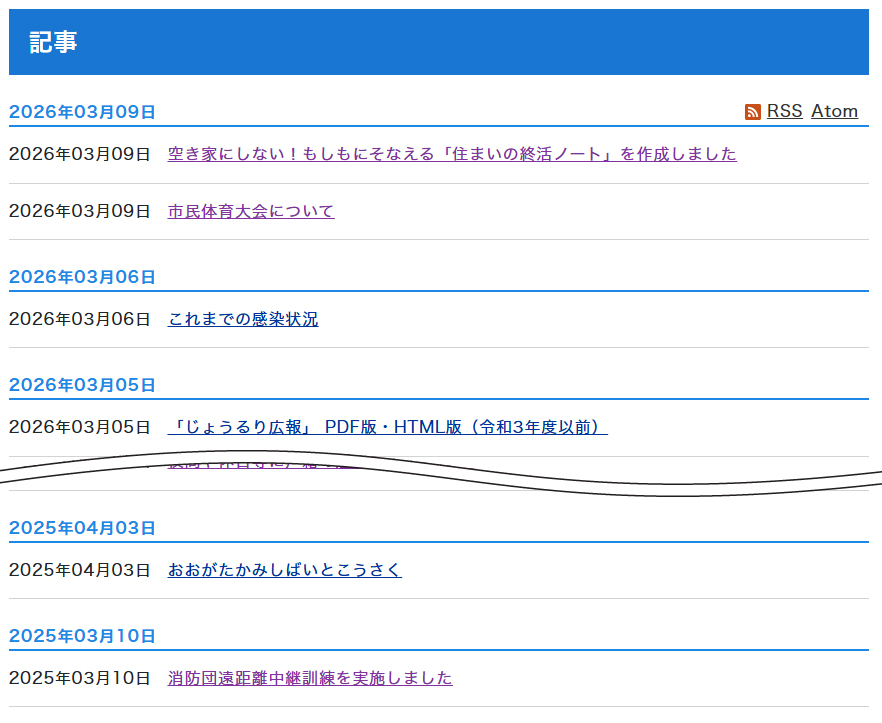 記事
2026年03月09日 RSS Atom
2026年03月09日 空き家にしない！もしもにそなえる「住まいの終活ノート」を作成しました
2026年03月09日 市民体育大会について
2026年03月06日
2026年03月06日 これまでの感染状況
2026年03月05日
2026年03月05日 「じょうるり広報」 PDF版・HTML版（令和3年度以前）
2025年04月03日
2025年04月03日 おおがたかみしばいとこうさく
2025年03月10日
2025年03月10日 消防団遠距離中継訓練を実施しました